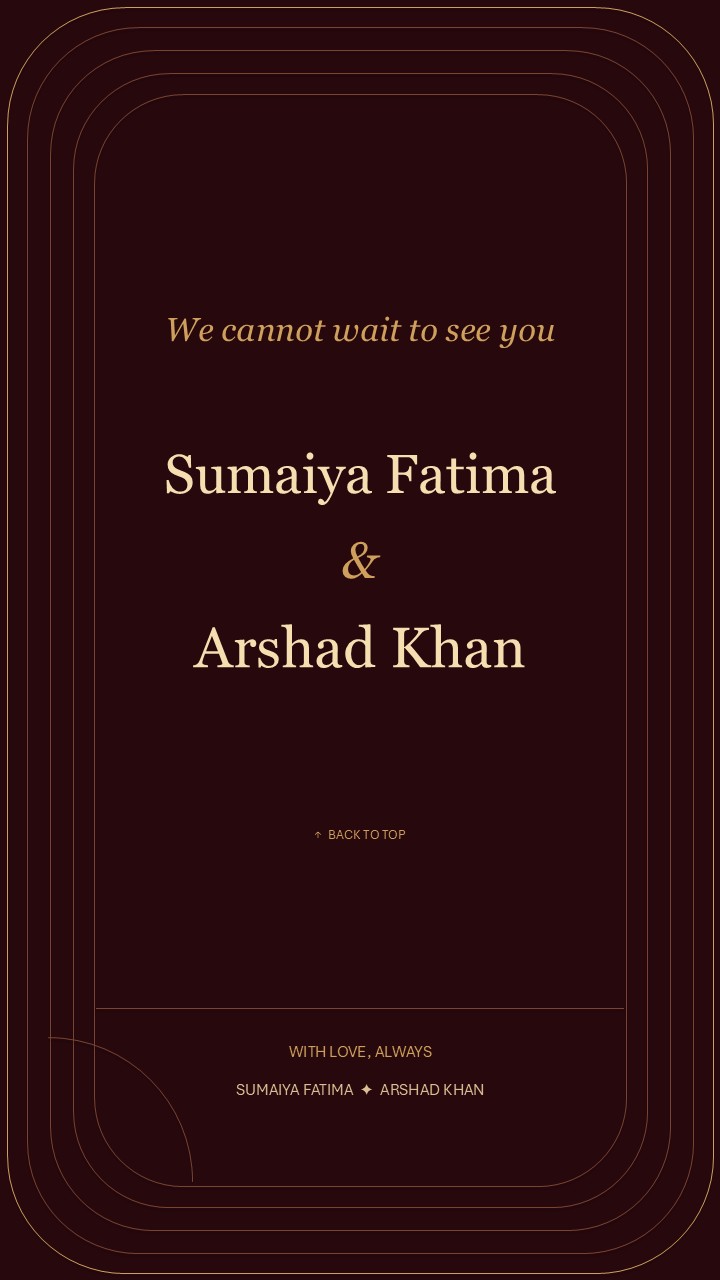 We cannot wait to see you
Sumaiya Fatima
&
Arshad Khan
↑ BACK TO TOP
WITH LOVE, ALWAYS
SUMAIYA FATIMA ✦ ARSHAD KHAN